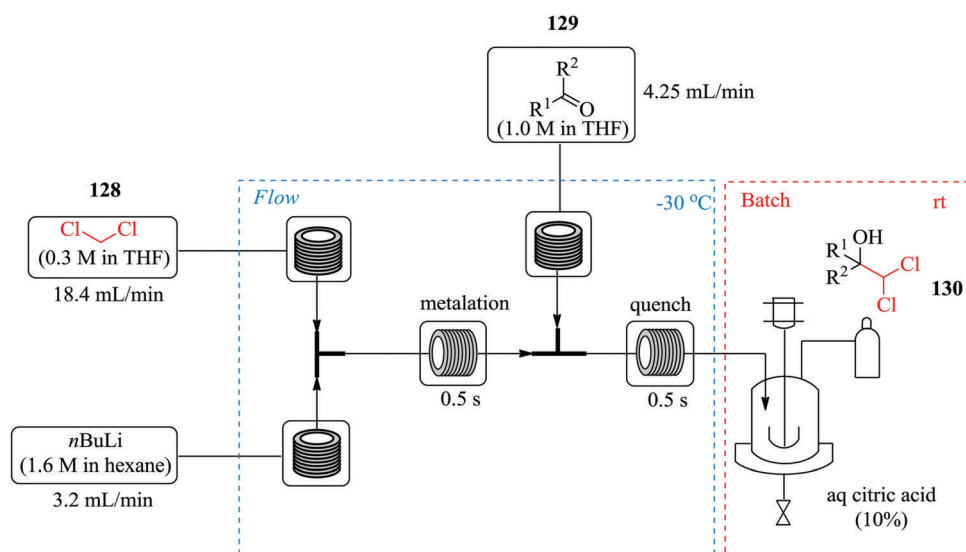 129
R²
R¹
O
(1.0 M in THF)
4.25 mL/min
128
Cl
Cl
(0.3 M in THF)
18.4 mL/min
Flow
-30 °C
Batch
rt
OH
R¹
R²
Cl
Cl
130
metalation
0.5 s
quench
0.5 s
nBuLi
(1.6 M in hexane)
3.2 mL/min
aq citric acid
(10%)